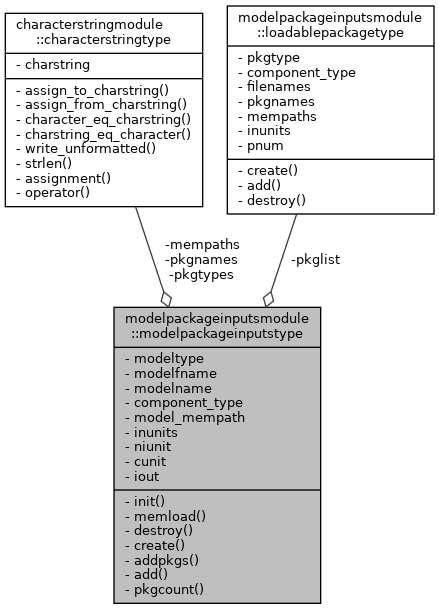 characterstringmodule
::characterstringtype
- charstring
- assign_to_charstring()
- assign_from_charstring()
- character_eq_charstring()
- charstring_eq_character()
- write_unformatted()
- strlen()
- assignment()
- operator()
modelpackageinputsmodule
::loadablepackagetype
- pkgtype
- component_type
- filenames
- pkgnames
- mempaths
- inunits
- pnum
- create()
- add()
- destroy()
-mempaths
-pkgnames
-pkgtypes
-pkglist
modelpackageinputsmodule
::modelpackageinputstype
- modeltype
- modelfname
- modelname
- component_type
- model_mempath
- inunits
- niunit
- cunit
- iout
- init()
- memload()
- destroy()
- create()
- addpkgs()
- add()
- pkgcount()